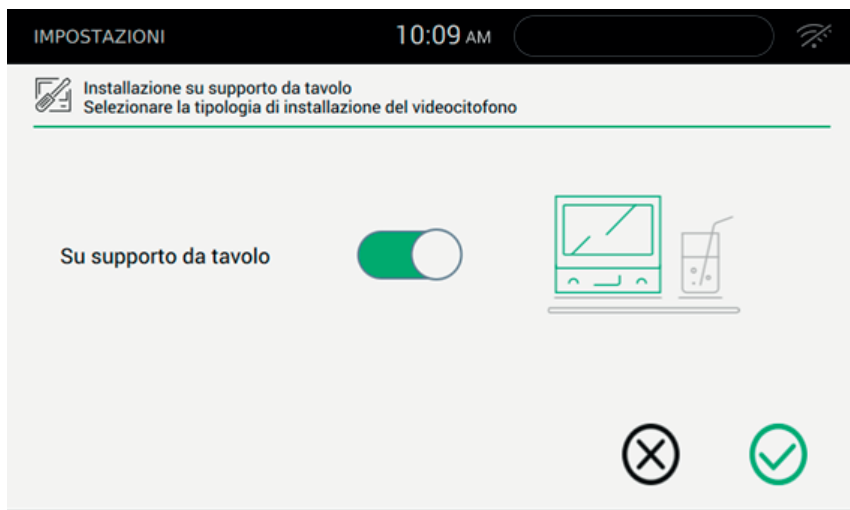 IMPOSTAZIONI 10:09 AM
Installazione su supporto da tavolo
Selezionare la tipologia di installazione del videocitofono
Su supporto da tavolo